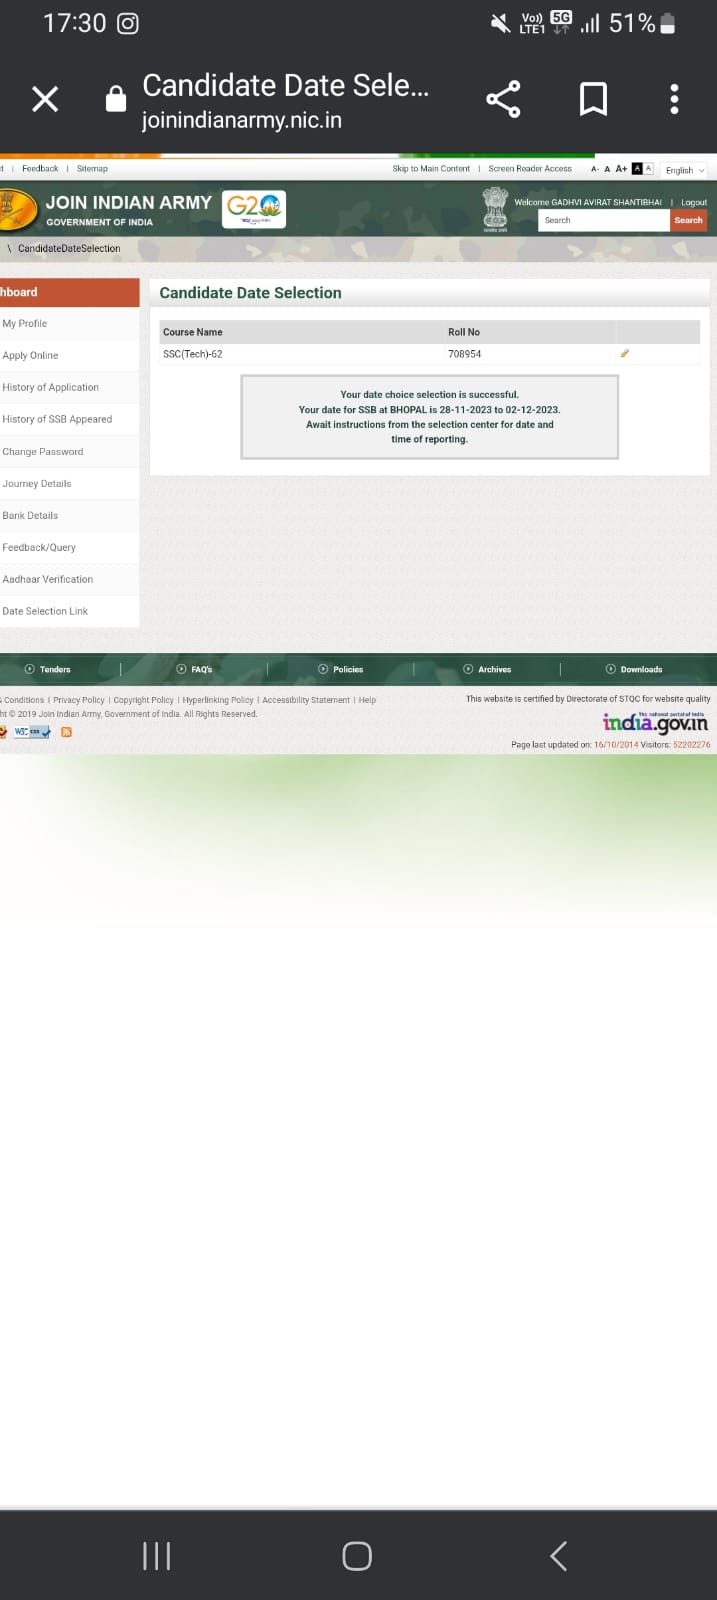 17:30 Vo)) LTE1 5G 51%
Candidate Date Sele...
joinindianarmy.nic.in
Feedback | Sitemap Skip to Main Content | Screen Reader Access A- A A+ A A English
JOIN INDIAN ARMY
GOVERNMENT OF INDIA
G20
Welcome GADHVI AVIRAT SHANTIBHAI | Logout
Search Search
\ CandidateDateSelection
hboard
My Profile
Apply Online
History of Application
History of SSB Appeared
Change Password
Journey Details
Bank Details
Feedback/Query
Aadhaar Verification
Date Selection Link
Candidate Date Selection
Course Name Roll No
SSC(Tech)-62 708954
Your date choice selection is successful.
Your date for SSB at BHOPAL is 28-11-2023 to 02-12-2023.
Await instructions from the selection center for date and
time of reporting.
Tenders | FAQ's | Policies | Archives | Downloads
& Conditions | Privacy Policy | Copyright Policy | Hyperlinking Policy | Accessibility Statement | Help
ht © 2019 Join Indian Army, Government of India. All Rights Reserved.
W3C css
This website is certified by Directorate of STQC for website quality
The national portal of India
india.gov.in
Page last updated on: 16/10/2014 Visitors: 52202276